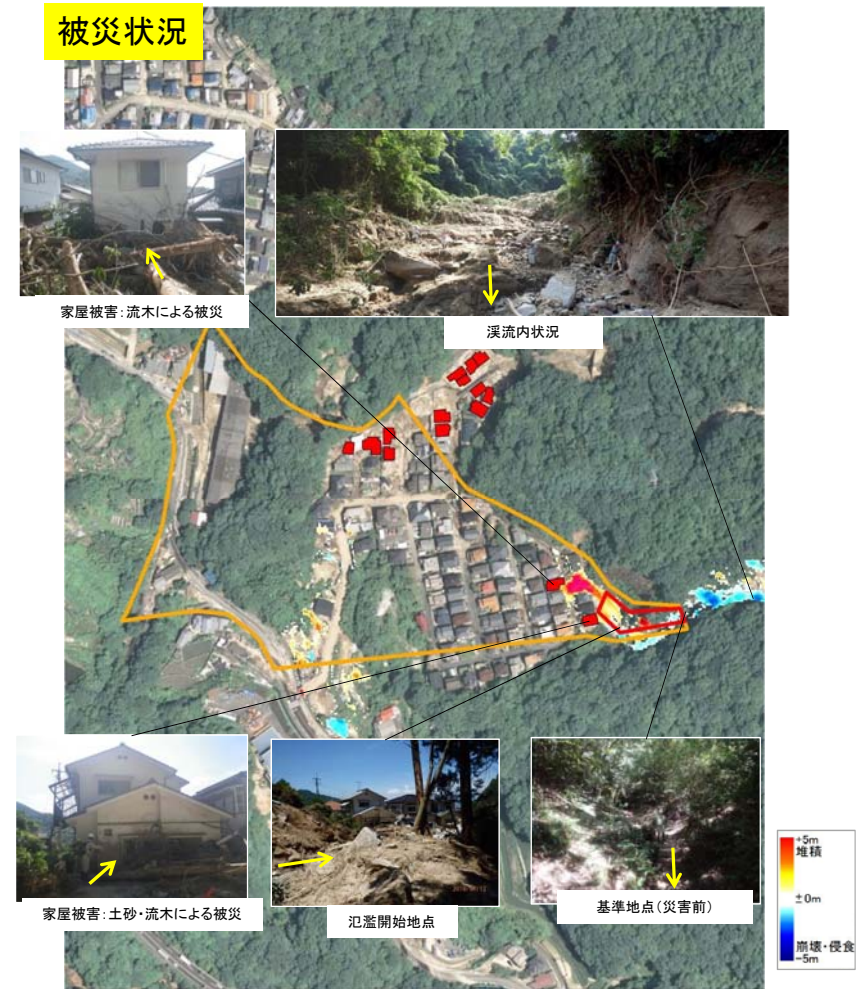 被災状況
家屋被害:流木による被災
渓流内状況
家屋被害:土砂・流木による被災
氾濫開始地点
基準地点(災害前)
+5m
堆積
±0m
崩壊・侵食
-5m